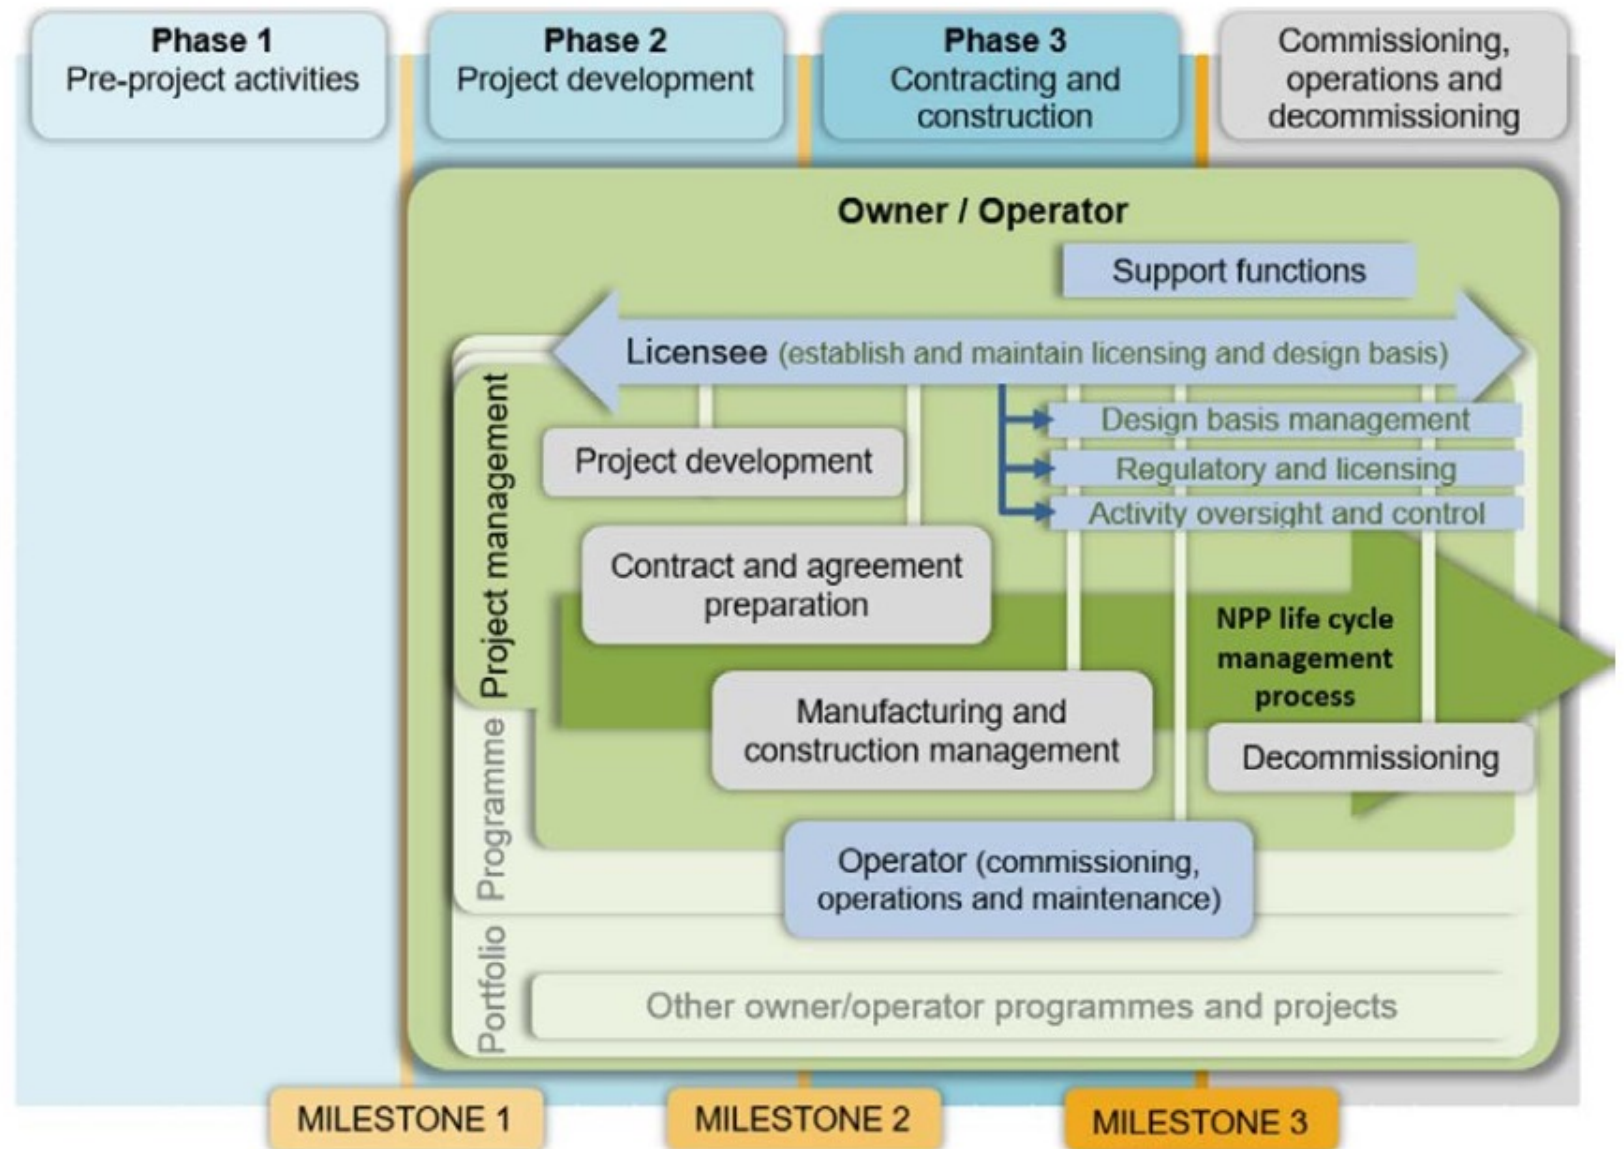 Phase 1
Pre-project activities
Phase 2
Project development
Phase 3
Contracting and
construction
Commissioning,
operations and
decommissioning
Owner / Operator
Support functions
Licensee (establish and maintain licensing and design basis)
Design basis management
Regulatory and licensing
Activity oversight and control
Project management
Project development
Contract and agreement
preparation
NPP life cycle
management
process
Manufacturing and
construction management
Decommissioning
Programme
Operator (commissioning,
operations and maintenance)
Portfolio
Other owner/operator programmes and projects
MILESTONE 1
MILESTONE 2
MILESTONE 3